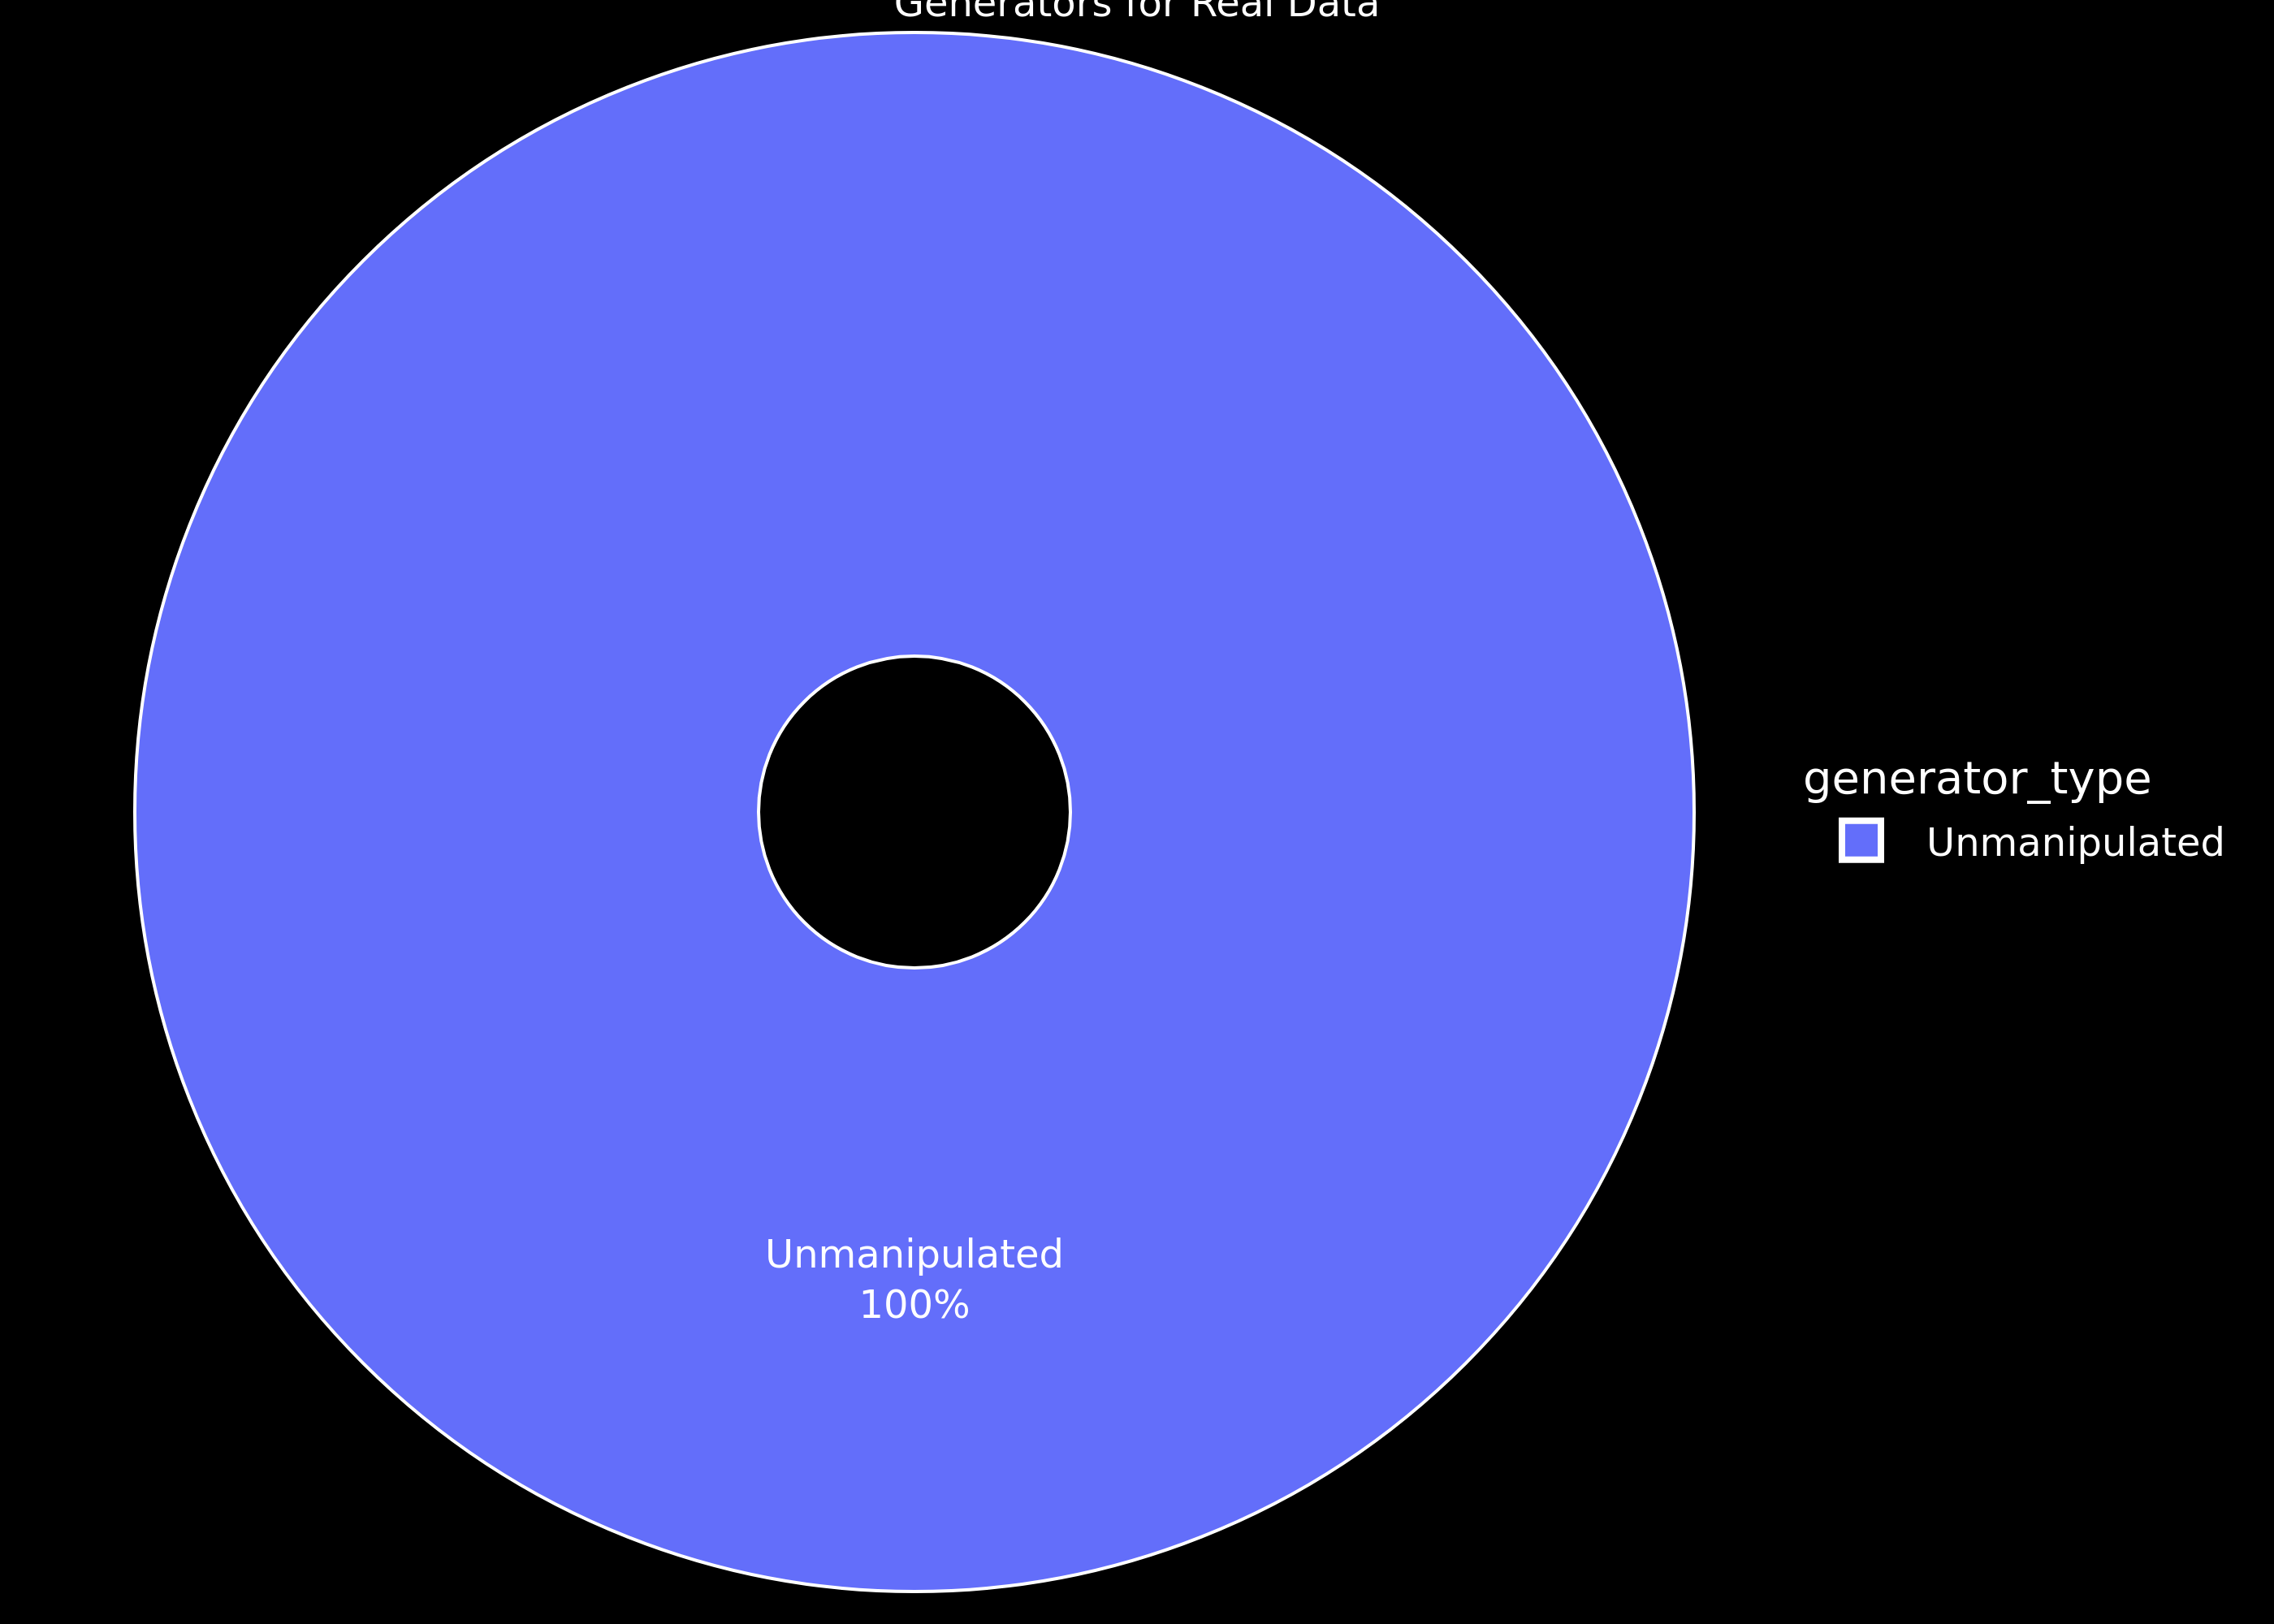 Generators for Real Data
generator_type
Unmanipulated
Unmanipulated
100%